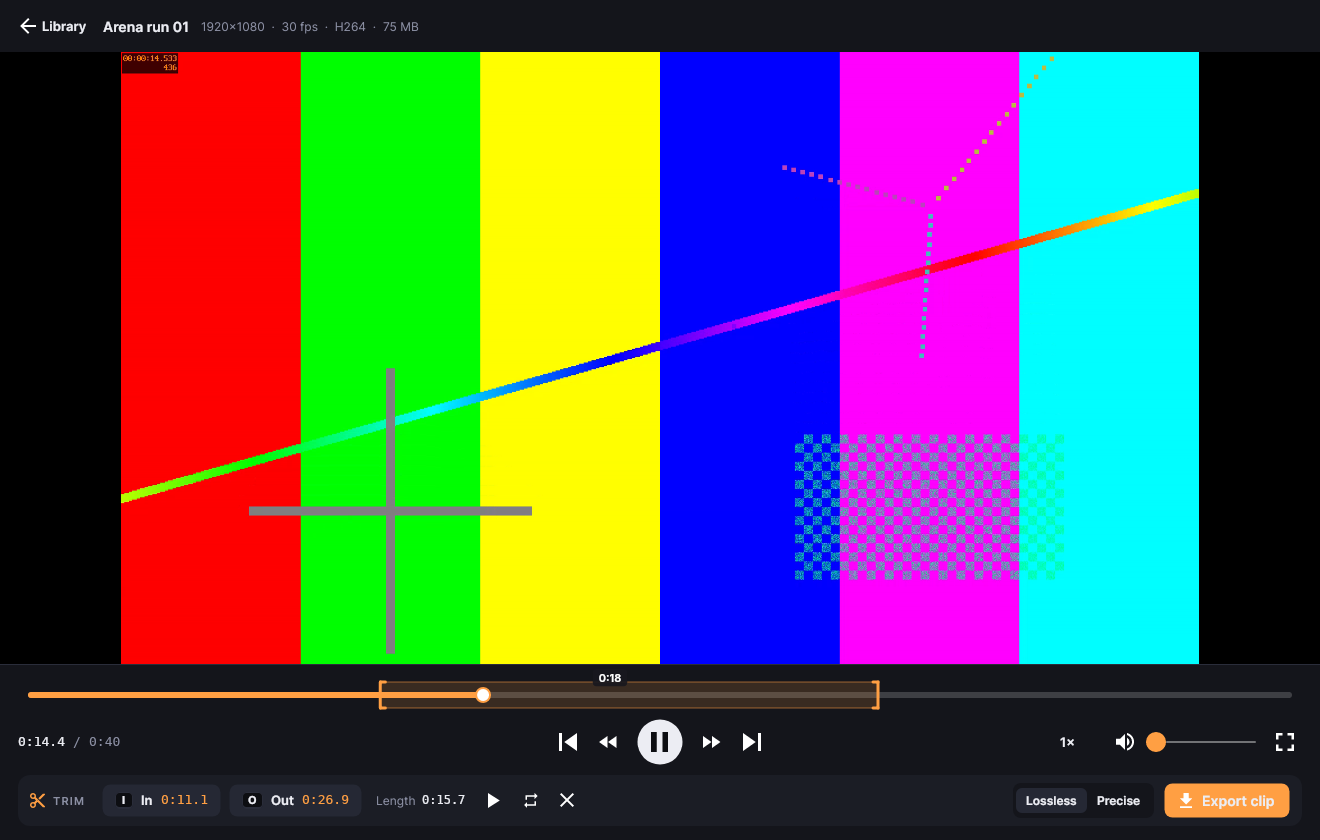 Library Arena run 01 1920×1080 · 30 fps · H264 · 75 MB
00:00:14.533
436
0:18
0:14.4 / 0:40 1×
TRIM I In 0:11.1 O Out 0:26.9 Length 0:15.7 Lossless Precise Export clip